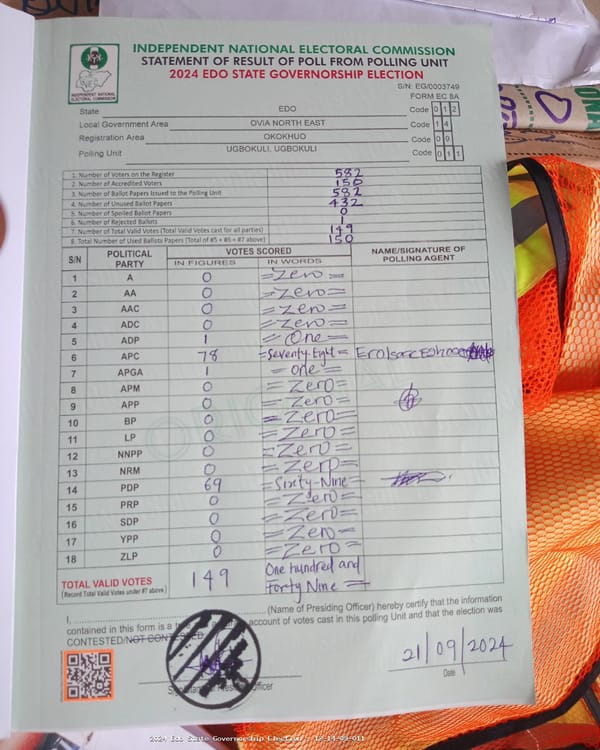 INDEPENDENT NATIONAL ELECTORAL COMMISSION
STATEMENT OF RESULT OF POLL FROM POLLING UNIT
2024 EDO STATE GOVERNORSHIP ELECTION
INDEPENDENT NATIONAL ELECTORAL COMMISSION
S/N: EG/0003749
FORM EC 8A
State EDO Code 0 1 2
Local Government Area OVIA NORTH EAST Code 1 4
Registration Area OKOKHUO Code 0 9
Polling Unit UGBOKULI, UGBOKULI Code 0 1 1
1. Number of Voters on the Register 582
2. Number of Accredited Voters 150
3. Number of Ballot Papers Issued to the Polling Unit 582
4. Number of Unused Ballot Papers 432
5. Number of Spoiled Ballot Papers 0
6. Number of Rejected Ballots 1
7. Number of Total Valid Votes (Total Valid Votes cast for all parties) 149
8. Total Number of Used Ballots Papers (Total of #5 + #6 + #7 above) 150
S/N POLITICAL PARTY VOTES SCORED NAME/SIGNATURE OF POLLING AGENT
IN FIGURES IN WORDS
1 A 0 =Zero=
2 AA 0 =Zero=
3 AAC 0 =Zero=
4 ADC 0 =Zero=
5 ADP 1 =One=
6 APC 78 =Seventy-Eight=
7 APGA 1 =one=
8 APM 0 =Zero=
9 APP 0 =Zero=
10 BP 0 =Zero=
11 LP 0 =Zero=
12 NNPP 0 =Zero=
13 NRM 0 =Zero=
14 PDP 69 =Sixty-Nine=
15 PRP 0 =Zero=
16 SDP 0 =Zero=
17 YPP 0 =Zero=
18 ZLP 0 =Zero=
TOTAL VALID VOTES 149 One hundred and
(Record Total Valid Votes under #7 above) Forty Nine =
I, (Name of Presiding Officer) hereby certify that the information
contained in this form is a account of votes cast in this polling Unit and that the election was
CONTESTED/NOT CONTESTED.
21/09/2024
Officer Date
2024 Edo State Governorship Election - 12-14-09-011